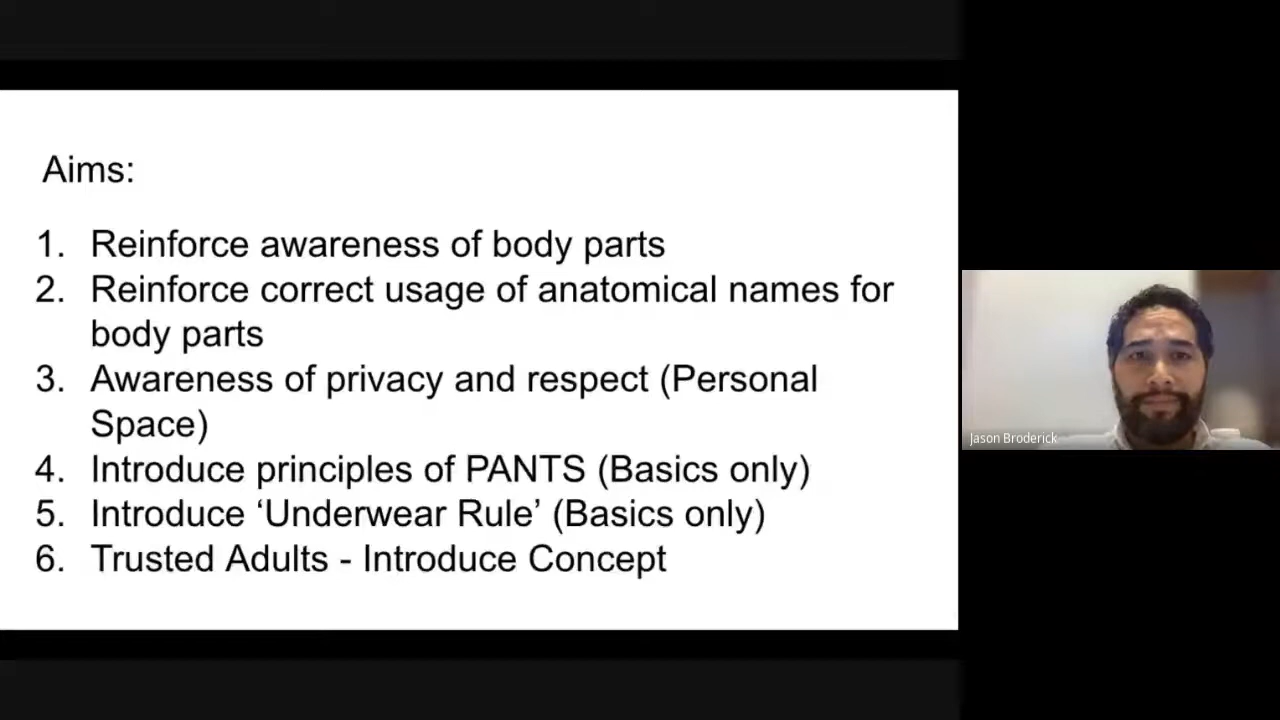 Aims:
1. Reinforce awareness of body parts
2. Reinforce correct usage of anatomical names for
body parts
3. Awareness of privacy and respect (Personal
Space)
4. Introduce principles of PANTS (Basics only)
5. Introduce ‘Underwear Rule’ (Basics only)
6. Trusted Adults - Introduce Concept
Jason Broderick